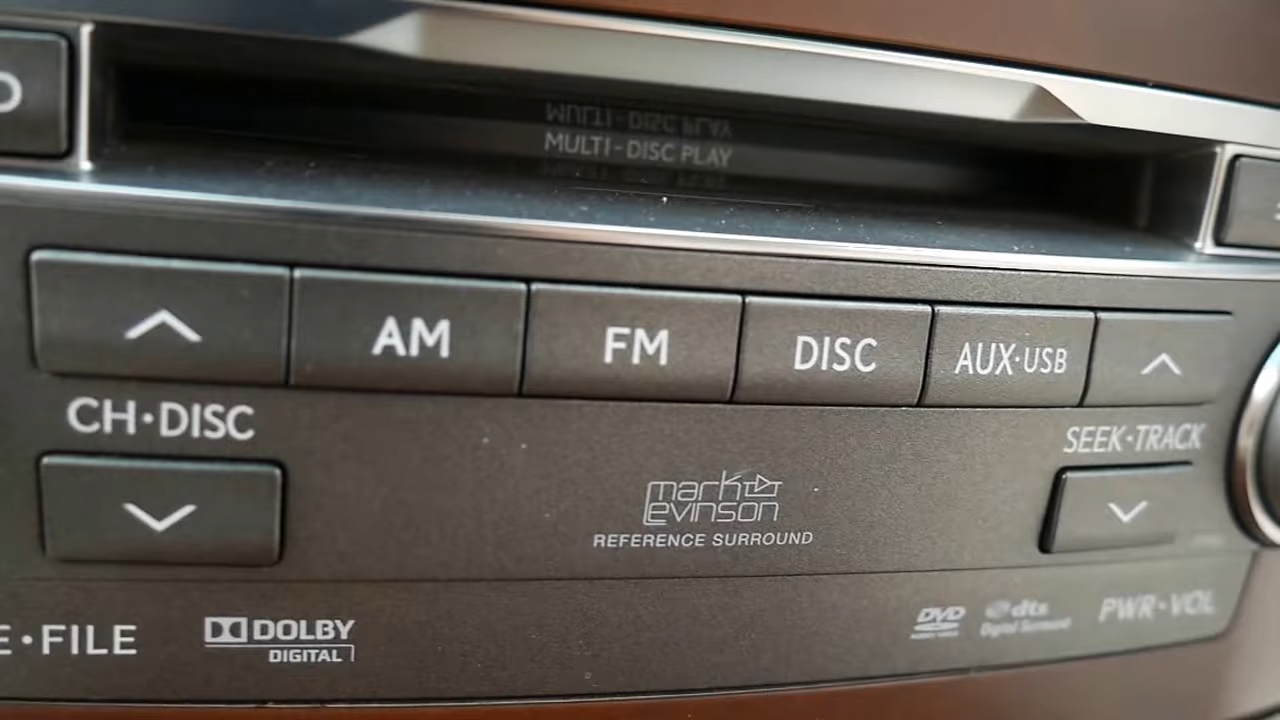 MULTI-DISC PLAY
AM FM DISC AUX·USB
CH·DISC
SEEK·TRACK
mark levinson
REFERENCE SURROUND
E·FILE
DOLBY
DIGITAL
DVD
dts
Digital Surround
PWR·VOL